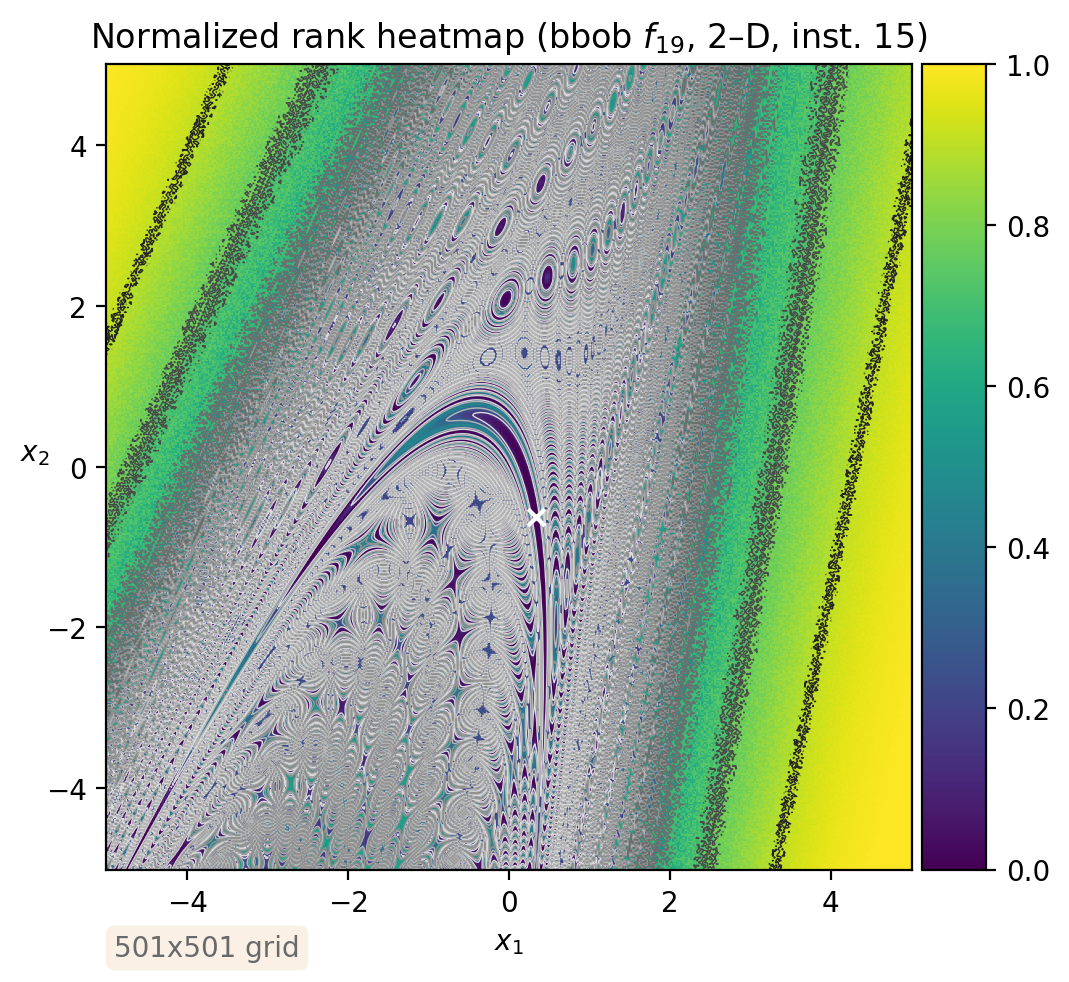 Normalized rank heatmap (bbob f₁₉, 2–D, inst. 15)
1.0
4
0.8
2
0.6
x₂
0
0.4
−2
0.2
−4
0.0
−4 −2 0 2 4
x₁
501x501 grid